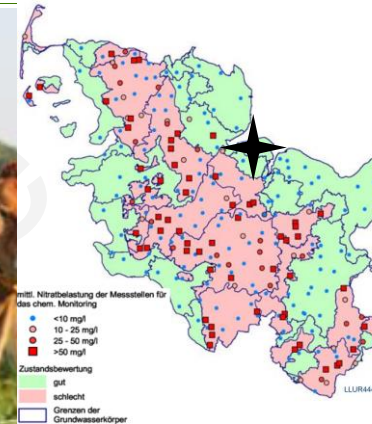 mittl. Nitratbelastung der Messstellen für
das chem. Monitoring
<10 mg/l
10 - 25 mg/l
25 - 50 mg/l
>50 mg/l
Zustandsbewertung
gut
schlecht
Grenzen der
Grundwasserkörper